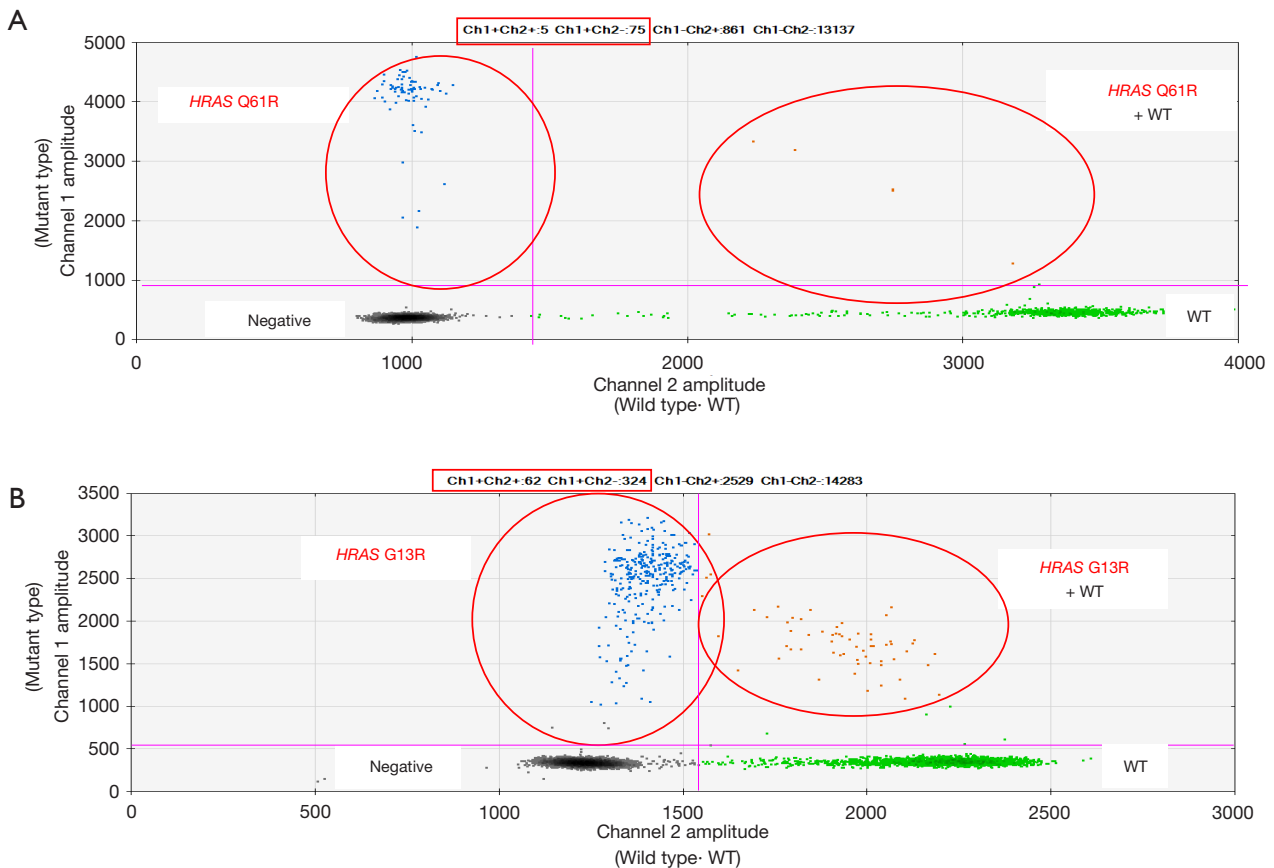 A
Ch1+Ch2+:5 Ch1+Ch2-:75 Ch1-Ch2+:861 Ch1-Ch2-:13137
5000
4000
3000
2000
1000
0
(Mutant type)
Channel 1 amplitude
HRAS Q61R
HRAS Q61R
+ WT
Negative
WT
0 1000 2000 3000 4000
Channel 2 amplitude
(Wild type· WT)
B
Ch1+Ch2+:62 Ch1+Ch2-:324 Ch1-Ch2+:2529 Ch1-Ch2-:14283
3500
3000
2500
2000
1500
1000
500
0
(Mutant type)
Channel 1 amplitude
HRAS G13R
HRAS G13R
+ WT
Negative
WT
0 500 1000 1500 2000 2500 3000
Channel 2 amplitude
(Wild type· WT)